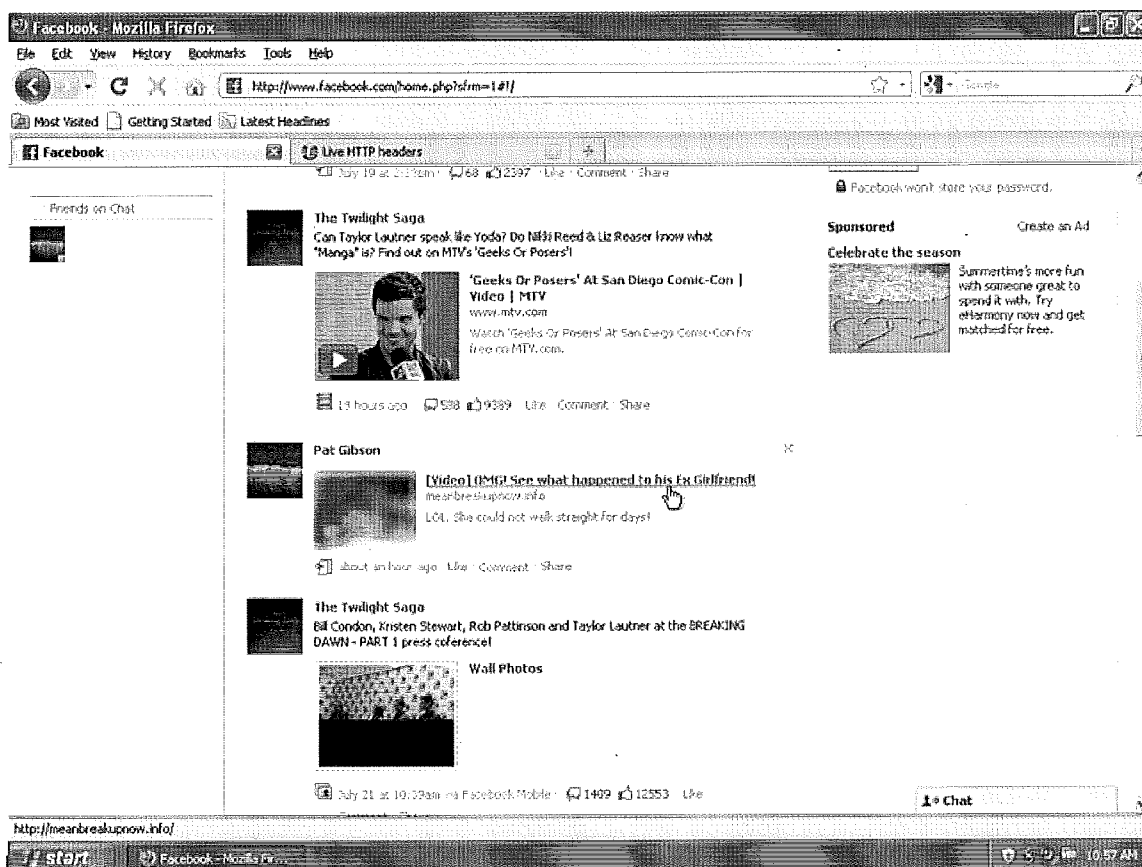 Facebook - Mozilla Firefox
File Edit View History Bookmarks Tools Help
http://www.facebook.com/home.php?sfrm=1#!/
Google
Most Visited Getting Started Latest Headlines
Facebook Live HTTP headers
July 19 at 68 2397 Like · Comment · Share
Facebook won't store your password.
Friends on Chat
The Twilight Saga
Can Taylor Lautner speak like Yoda? Do Nikki Reed & Liz Reaser know what
"Manga" is? Find out on MTV's 'Geeks Or Posers'!
'Geeks Or Posers' At San Diego Comic-Con |
Video | MTV
www.mtv.com
Watch 'Geeks Or Posers' At San Diego Comic-Con for
free on MTV.com.
19 hours ago 598 9389 Like · Comment · Share
Sponsored Create an Ad
Celebrate the season
Summertime's more fun
with someone great to
spend it with. Try
eHarmony now and get
matched for free.
Pat Gibson
[Video] OMG! See what happened to his Ex Girlfriend!
meanbreakupnow.info
LOL. She could not walk straight for days!
about an hour ago · Like · Comment · Share
The Twilight Saga
Bill Condon, Kristen Stewart, Rob Pattinson and Taylor Lautner at the BREAKING
DAWN - PART 1 press coference!
Wall Photos
July 21 at 10:39am via Facebook Mobile · 1409 12553 Like
Chat
http://meanbreakupnow.info/
start Facebook - Mozilla Fir... 10:57 AM